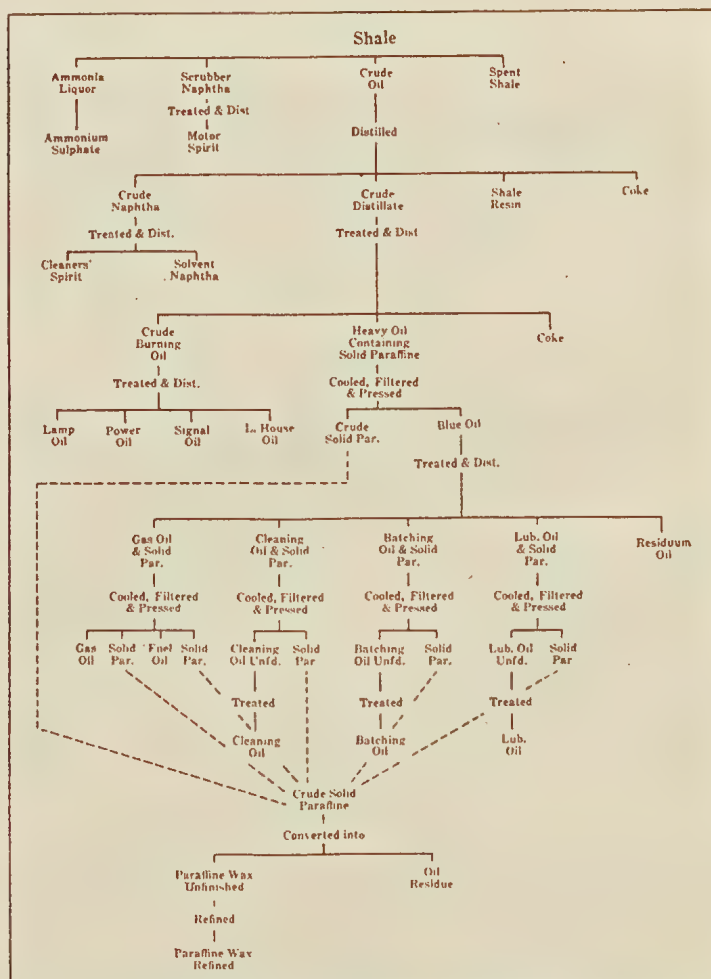 Shale
Ammonia Liquor
Scrubber Naphtha
Crude Oil
Spent Shale
Treated & Dist
Ammonium Sulphate
Motor Spirit
Distilled
Crude Naphtha
Crude Distillate
Shale Resin
Coke
Treated & Dist.
Treated & Dist
Cleaners' Spirit
Solvent Naphtha
Crude Burning Oil
Heavy Oil Containing Solid Paraffine
Coke
Treated & Dist.
Cooled, Filtered & Pressed
Lamp Oil
Power Oil
Signal Oil
L. House Oil
Crude Solid Par.
Blue Oil
Treated & Dist.
Gas Oil & Solid Par.
Cleaning Oil & Solid Par.
Batching Oil & Solid Par.
Lub. Oil & Solid Par.
Residuum Oil
Cooled, Filtered & Pressed
Cooled, Filtered & Pressed
Cooled, Filtered & Pressed
Cooled, Filtered & Pressed
Gas Oil
Solid Par.
Fuel Oil
Solid Par.
Cleaning Oil Unfd.
Solid Par
Batching Oil Unfd.
Solid Par.
Lub. Oil Unfd.
Solid Par
Treated
Treated
Treated
Cleaning Oil
Batching Oil
Lub. Oil
Crude Solid Paraffine
Converted into
Paraffine Wax Unfinished
Oil Residue
Refined
Paraffine Wax Refined